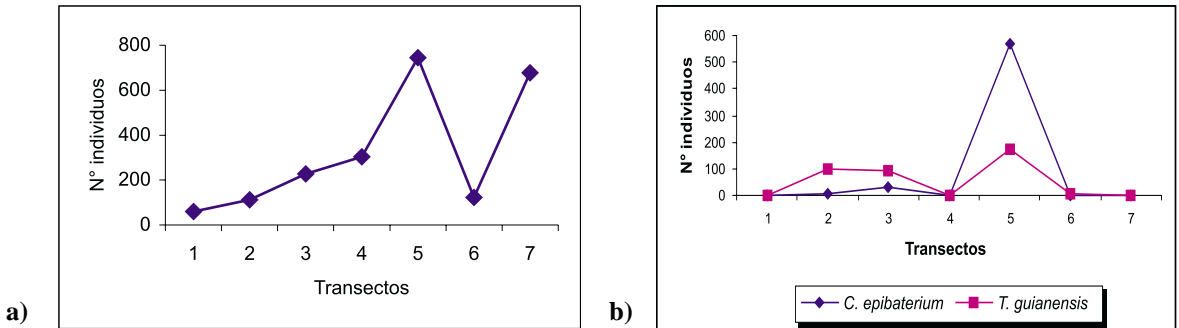 a)
N° individuos
800
600
400
200
0
1 2 3 4 5 6 7
Transectos
b)
N° individuos
600
500
400
300
200
100
0
1 2 3 4 5 6 7
Transectos
C. epibaterium T. guianensis